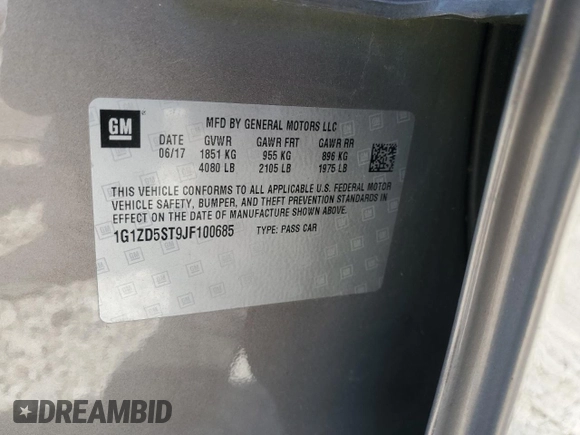 GM
MFD BY GENERAL MOTORS LLC
DATE GVWR GAWR FRT GAWR RR
06/17 1851 KG 955 KG 896 KG
4080 LB 2105 LB 1975 LB
THIS VEHICLE CONFORMS TO ALL APPLICABLE U.S. FEDERAL MOTOR
VEHICLE SAFETY, BUMPER, AND THEFT PREVENTION STANDARDS IN
EFFECT ON THE DATE OF MANUFACTURE SHOWN ABOVE.
1G1ZD5ST9JF100685 TYPE: PASS CAR
DREAMBID